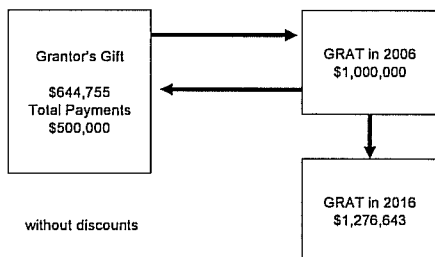 Grantor's Gift
$644,755
Total Payments
$500,000
GRAT in 2006
$1,000,000
GRAT in 2016
$1,276,643
without discounts